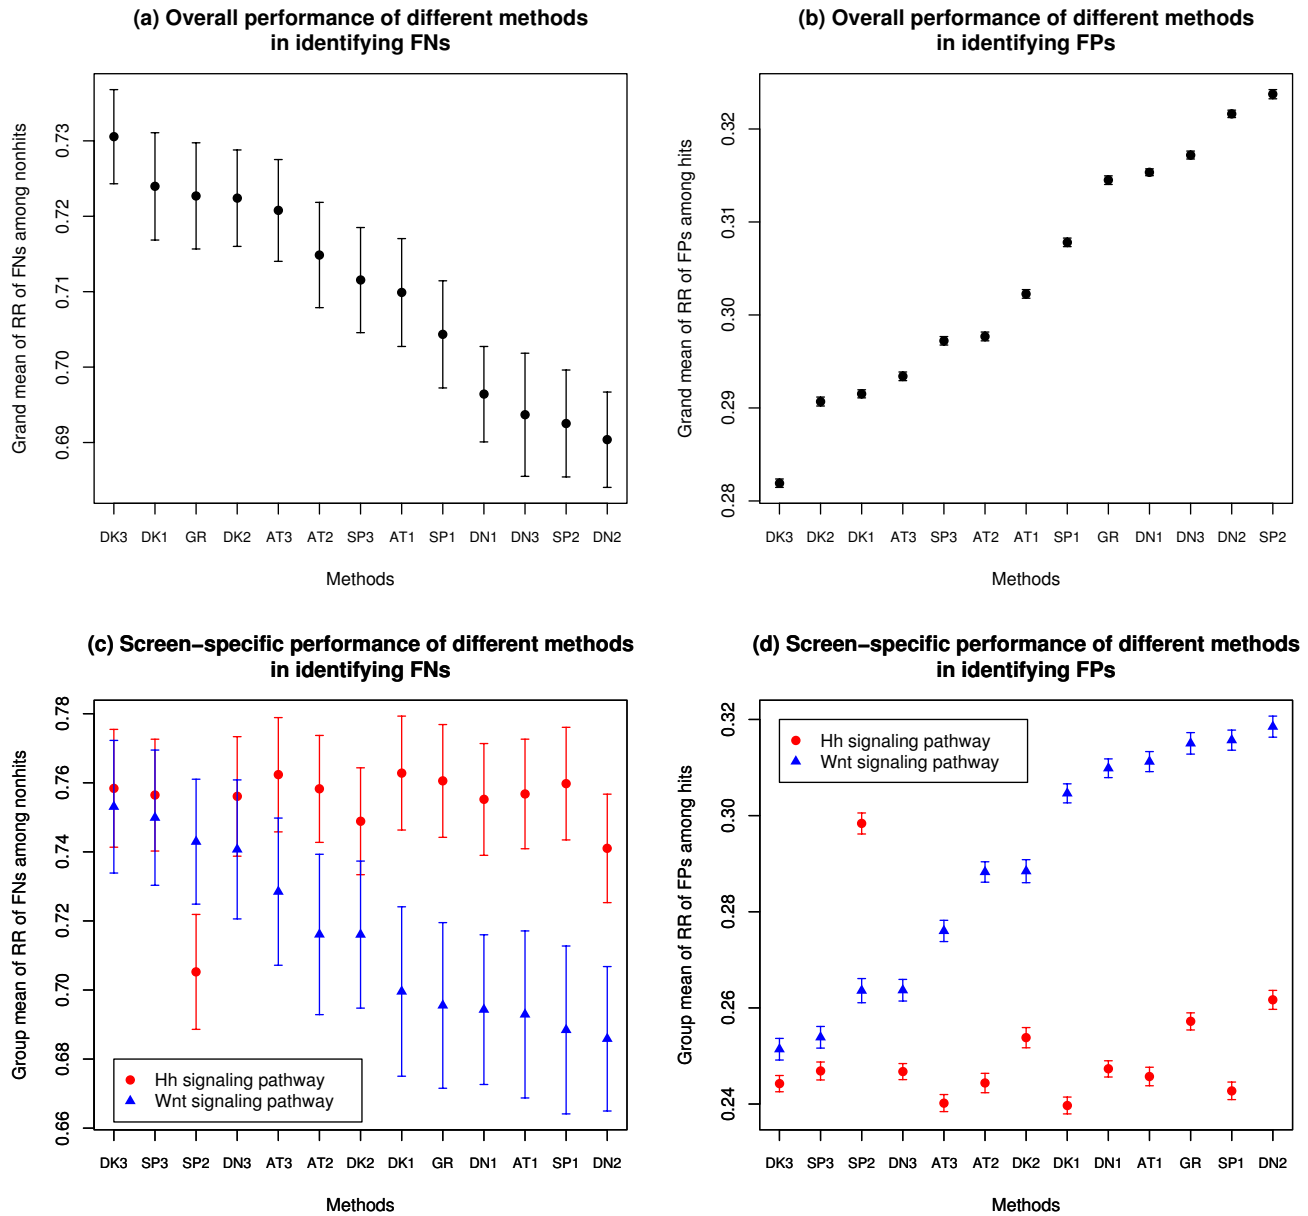 (a) Overall performance of different methods
in identifying FNs
Grand mean of RR of FNs among nonhits
0.73
0.72
0.71
0.70
0.69
DK3 DK1 GR DK2 AT3 AT2 SP3 AT1 SP1 DN1 DN3 SP2 DN2
Methods
(b) Overall performance of different methods
in identifying FPs
Grand mean of RR of FPs among hits
0.32
0.31
0.30
0.29
0.28
DK3 DK2 DK1 AT3 SP3 AT2 AT1 SP1 GR DN1 DN3 DN2 SP2
Methods
(c) Screen−specific performance of different methods
in identifying FNs
Group mean of RR of FNs among nonhits
0.78
0.76
0.74
0.72
0.70
0.68
0.66
Hh signaling pathway
Wnt signaling pathway
DK3 SP3 SP2 DN3 AT3 AT2 DK2 DK1 GR DN1 AT1 SP1 DN2
Methods
(d) Screen−specific performance of different methods
in identifying FPs
Group mean of RR of FPs among hits
0.32
0.30
0.28
0.26
0.24
Hh signaling pathway
Wnt signaling pathway
DK3 SP3 SP2 DN3 AT3 AT2 DK2 DK1 DN1 AT1 GR SP1 DN2
Methods